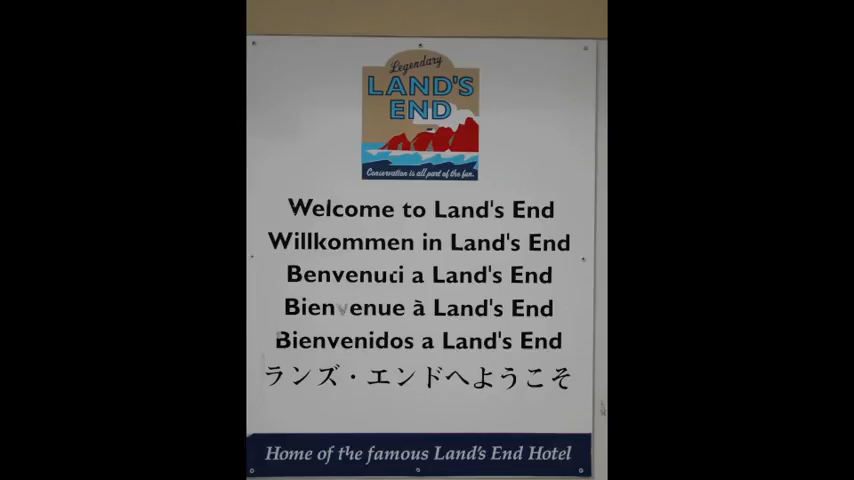 Legendary
LAND'S
END
Conservation is all part of the fun.
Welcome to Land's End
Willkommen in Land's End
Benvenuti a Land's End
Bienvenue à Land's End
Bienvenidos a Land's End
ランズ・エンドへようこそ
Home of the famous Land's End Hotel